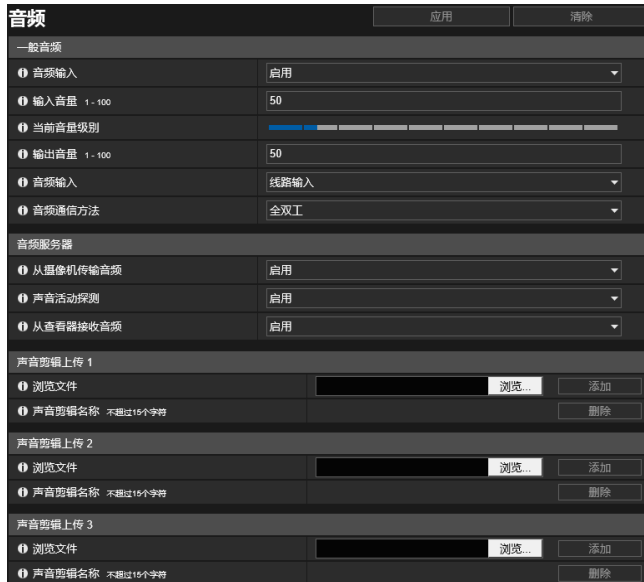 音频
应用
清除
一般音频
音频输入
启用
输入音量 1 - 100
50
当前音量级别
输出音量 1 - 100
50
音频输入
线路输入
音频通信方法
全双工
音频服务器
从摄像机传输音频
启用
声音活动探测
启用
从查看器接收音频
启用
声音剪辑上传 1
浏览文件
浏览...
添加
声音剪辑名称 不超过15个字符
删除
声音剪辑上传 2
浏览文件
浏览...
添加
声音剪辑名称 不超过15个字符
删除
声音剪辑上传 3
浏览文件
浏览...
添加
声音剪辑名称 不超过15个字符
删除